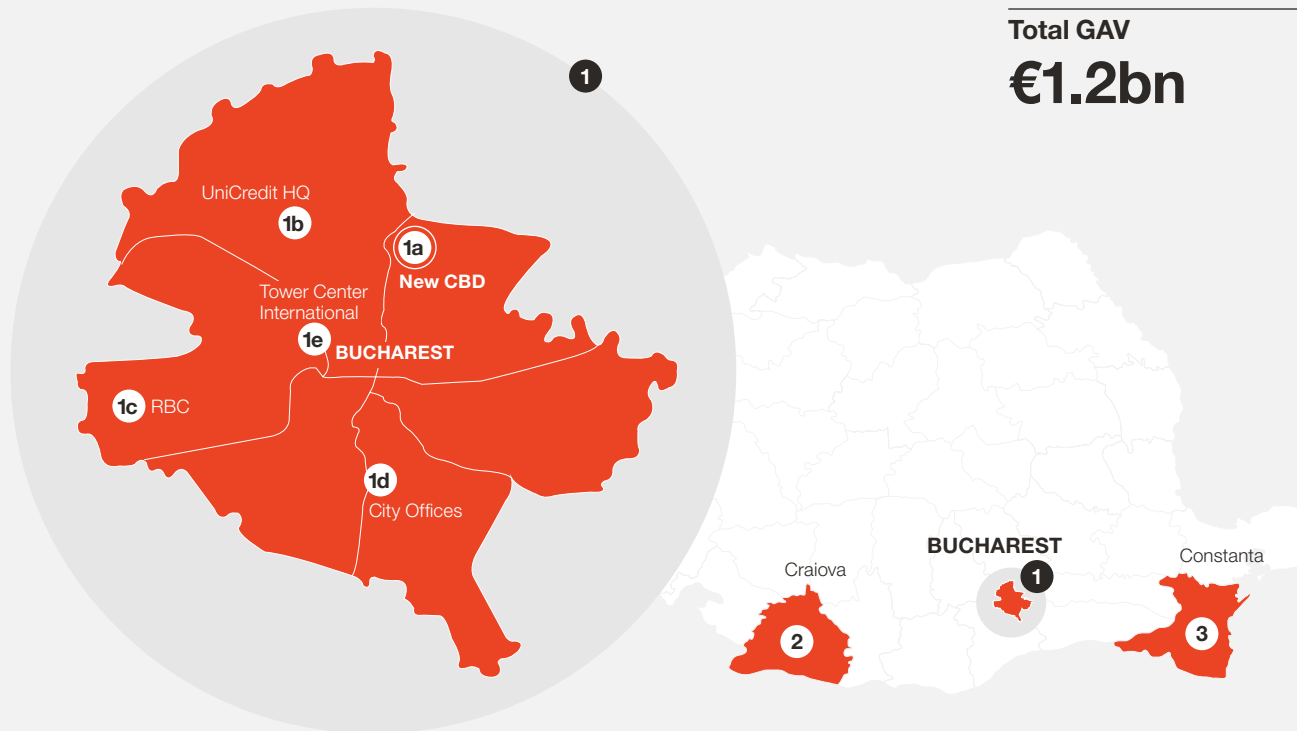 Total GAV
€1.2bn
1
UniCredit HQ
1b
1a
New CBD
Tower Center
International
1e
BUCHAREST
1c RBC
1d
City Offices
BUCHAREST
1
Craiova
2
Constanta
3